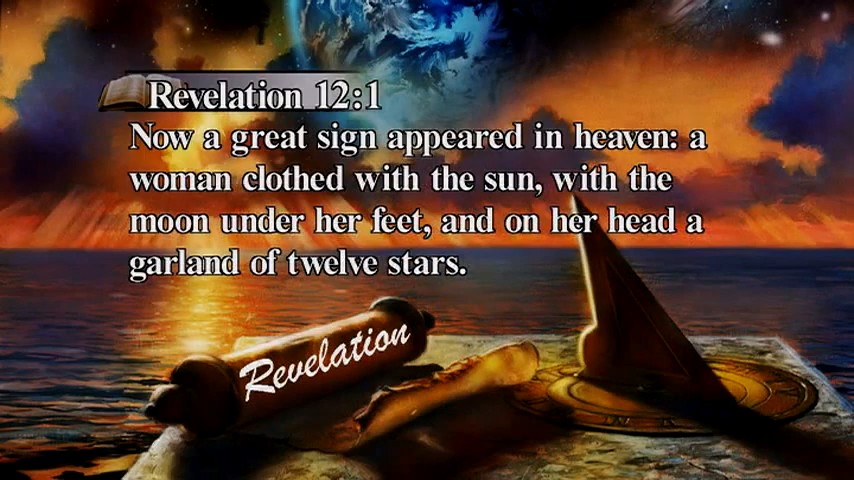 Revelation 12:1
Now a great sign appeared in heaven: a
woman clothed with the sun, with the
moon under her feet, and on her head a
garland of twelve stars.
Revelation